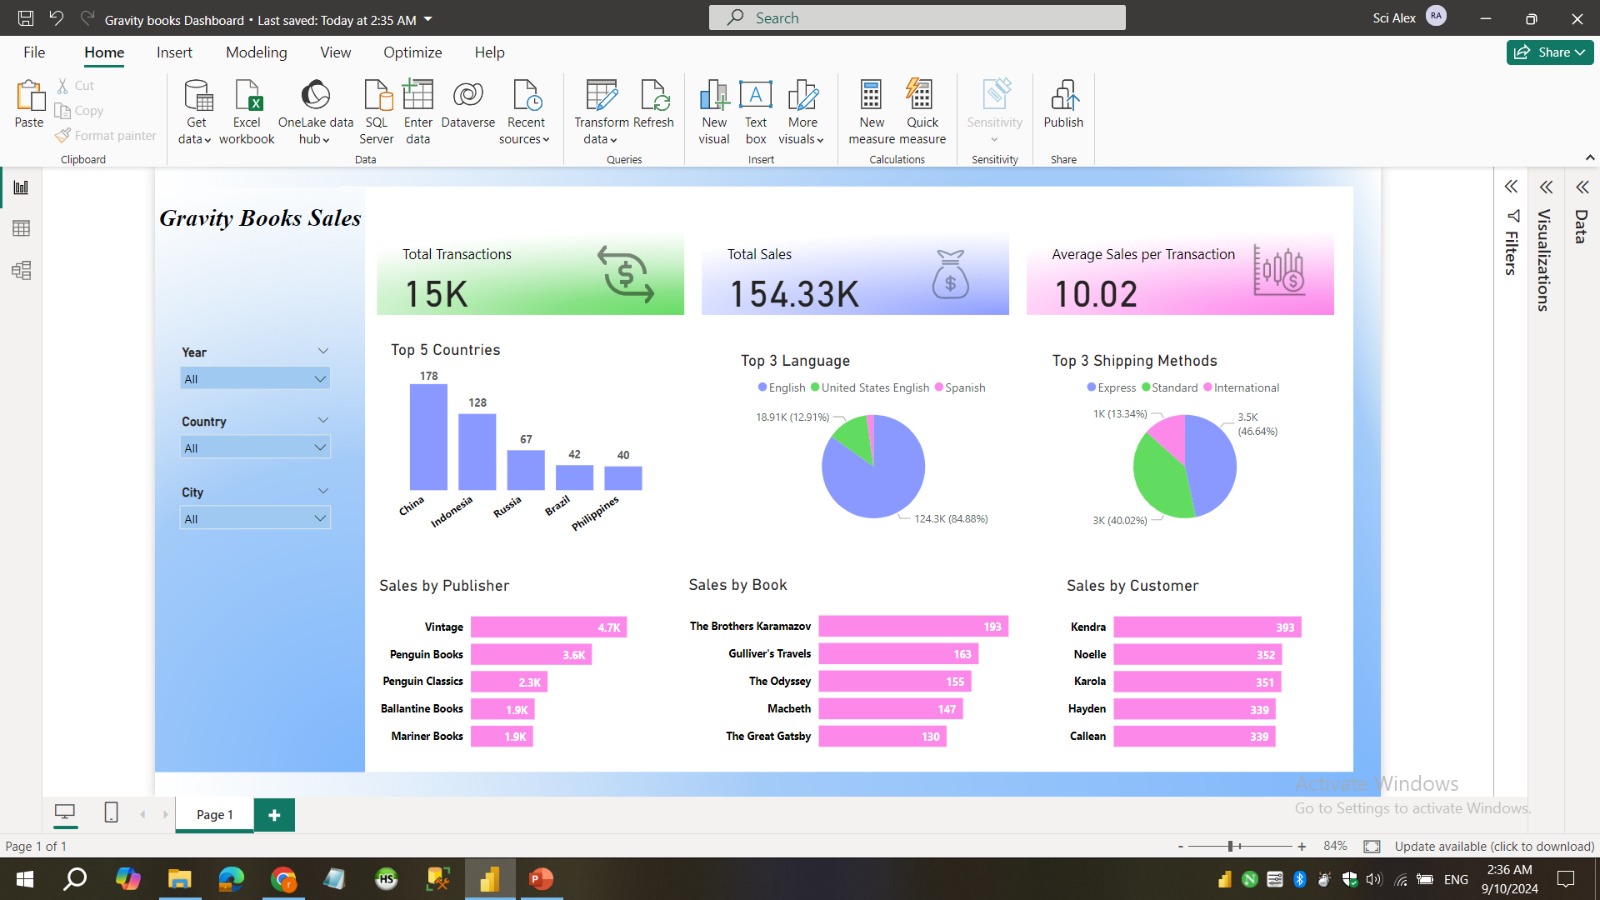 Gravity books Dashboard • Last saved: Today at 2:35 AM
Search
Sci Alex
RA
File Home Insert Modeling View Optimize Help
Share
Paste
Cut
Copy
Format painter
Clipboard
Get data
Excel workbook
OneLake data hub
SQL Server
Enter data
Dataverse
Recent sources
Data
Transform data
Refresh
Queries
New visual
Text box
More visuals
Insert
New measure
Quick measure
Calculations
Sensitivity
Sensitivity
Publish
Share
Gravity Books Sales
Year
All
Country
All
City
All
Total Transactions
15K
Total Sales
154.33K
Average Sales per Transaction
10.02
Top 5 Countries
178
128
67
42
40
China
Indonesia
Russia
Brazil
Philippines
Top 3 Language
English United States English Spanish
18.91K (12.91%)
124.3K (84.88%)
Top 3 Shipping Methods
Express Standard International
1K (13.34%)
3.5K
(46.64%)
3K (40.02%)
Sales by Publisher
Vintage 4.7K
Penguin Books 3.6K
Penguin Classics 2.3K
Ballantine Books 1.9K
Mariner Books 1.9K
Sales by Book
The Brothers Karamazov 193
Gulliver's Travels 163
The Odyssey 155
Macbeth 147
The Great Gatsby 130
Sales by Customer
Kendra 393
Noelle 352
Karola 351
Hayden 339
Callean 339
Filters
Visualizations
Data
Activate Windows
Go to Settings to activate Windows.
Page 1
Page 1 of 1
- + 84%
Update available (click to download)
HS
P
N
ENG
2:36 AM
9/10/2024